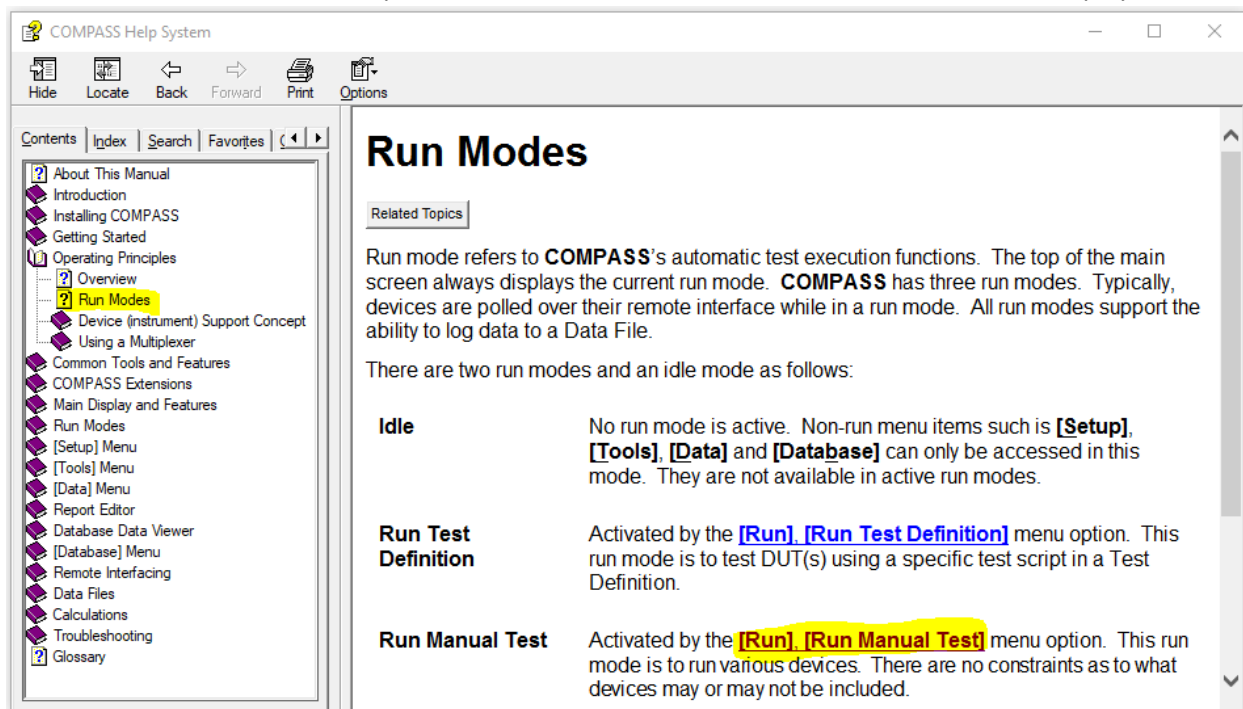 COMPASS Help System
Hide Locate Back Forward Print Options
Contents Index Search Favorites
About This Manual
Introduction
Installing COMPASS
Getting Started
Operating Principles
Overview
Run Modes
Device (instrument) Support Concept
Using a Multiplexer
Common Tools and Features
COMPASS Extensions
Main Display and Features
Run Modes
[Setup] Menu
[Tools] Menu
[Data] Menu
Report Editor
Database Data Viewer
[Database] Menu
Remote Interfacing
Data Files
Calculations
Troubleshooting
Glossary
Run Modes
Related Topics
Run mode refers to COMPASS's automatic test execution functions. The top of the main
screen always displays the current run mode. COMPASS has three run modes. Typically,
devices are polled over their remote interface while in a run mode. All run modes support the
ability to log data to a Data File.
There are two run modes and an idle mode as follows:
Idle No run mode is active. Non-run menu items such is [Setup],
[Tools], [Data] and [Database] can only be accessed in this
mode. They are not available in active run modes.
Run Test Activated by the [Run], [Run Test Definition] menu option. This
Definition run mode is to test DUT(s) using a specific test script in a Test
Definition.
Run Manual Test Activated by the [Run], [Run Manual Test] menu option. This run
mode is to run various devices. There are no constraints as to what
devices may or may not be included.